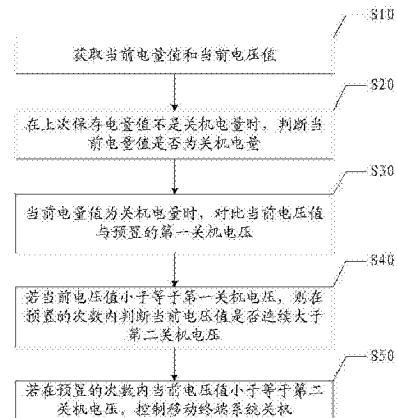 S10
获取当前电量值和当前电压值
S20
在上次保存电量值不是关机电量时，判断当
前电量值是否为关机电量
S30
当前电量值为关机电量时，对比当前电压值
与预置的第一关机电压
S40
若当前电压值小于等于第一关机电压，则在
预置的次数内判断当前电压值是否连续大于
第二关机电压
S50
若在预置的次数内当前电压值小于等于第二
关机电压，控制移动终端系统关机